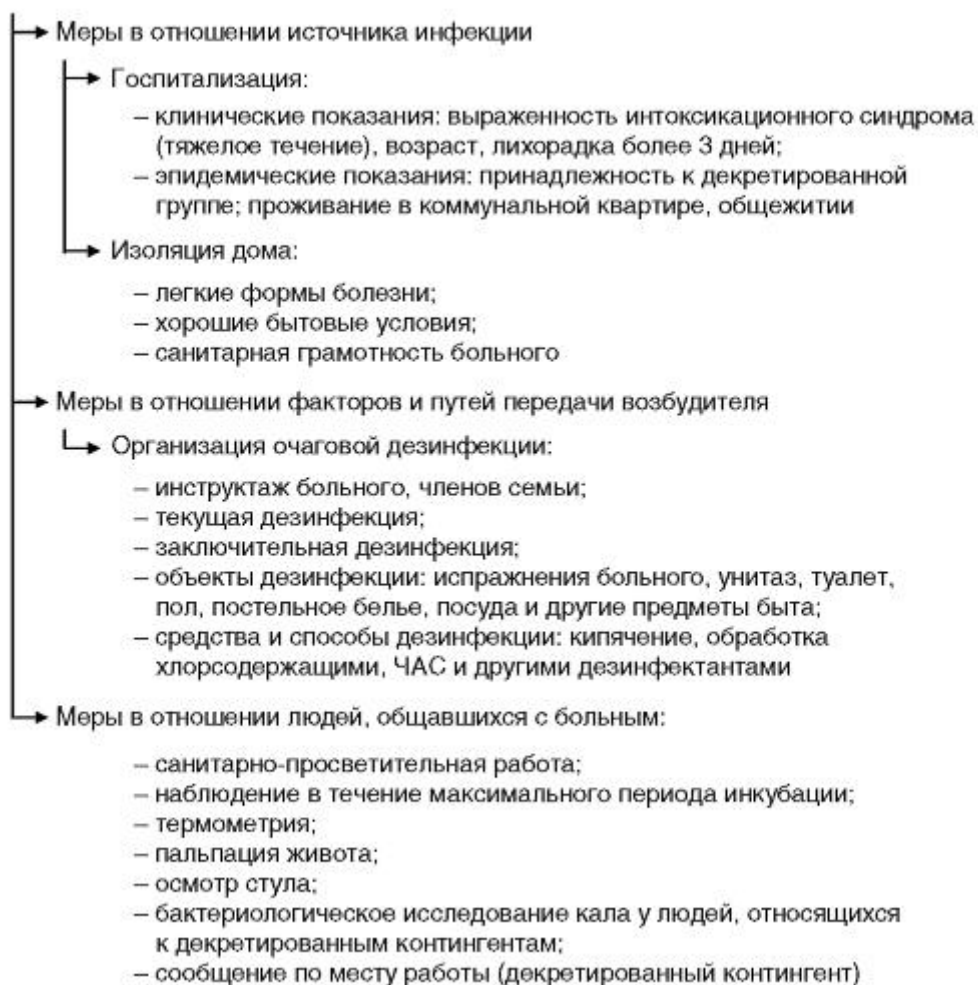 Меры в отношении источника инфекции
Госпитализация:
– клинические показания: выраженность интоксикационного синдрома
(тяжелое течение), возраст, лихорадка более 3 дней;
– эпидемические показания: принадлежность к декретированной
группе; проживание в коммунальной квартире, общежитии
Изоляция дома:
– легкие формы болезни;
– хорошие бытовые условия;
– санитарная грамотность больного
Меры в отношении факторов и путей передачи возбудителя
Организация очаговой дезинфекции:
– инструктаж больного, членов семьи;
– текущая дезинфекция;
– заключительная дезинфекция;
– объекты дезинфекции: испражнения больного, унитаз, туалет,
пол, постельное белье, посуда и другие предметы быта;
– средства и способы дезинфекции: кипячение, обработка
хлорсодержащими, ЧАС и другими дезинфектантами
Меры в отношении людей, общавшихся с больным:
– санитарно-просветительная работа;
– наблюдение в течение максимального периода инкубации;
– термометрия;
– пальпация живота;
– осмотр стула;
– бактериологическое исследование кала у людей, относящихся
к декретированным контингентам;
– сообщение по месту работы (декретированный контингент)